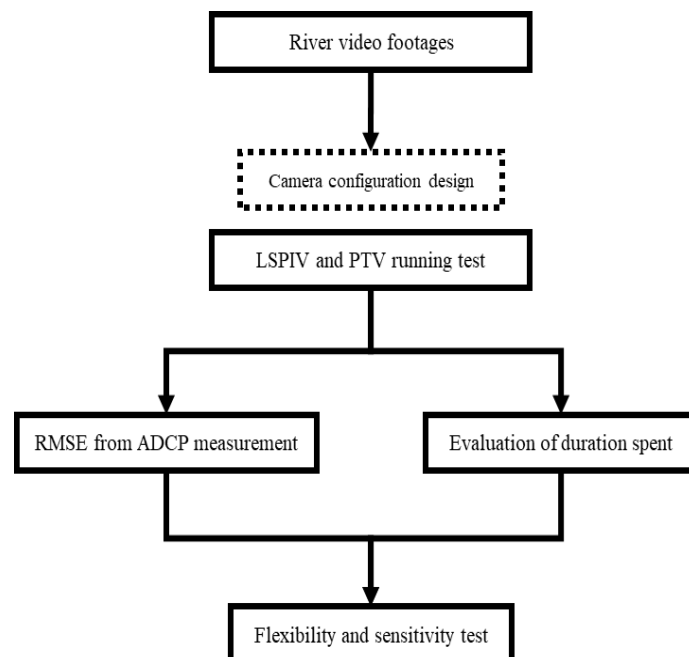 River video footages
Camera configuration design
LSPIV and PTV running test
RMSE from ADCP measurement
Evaluation of duration spent
Flexibility and sensitivity test